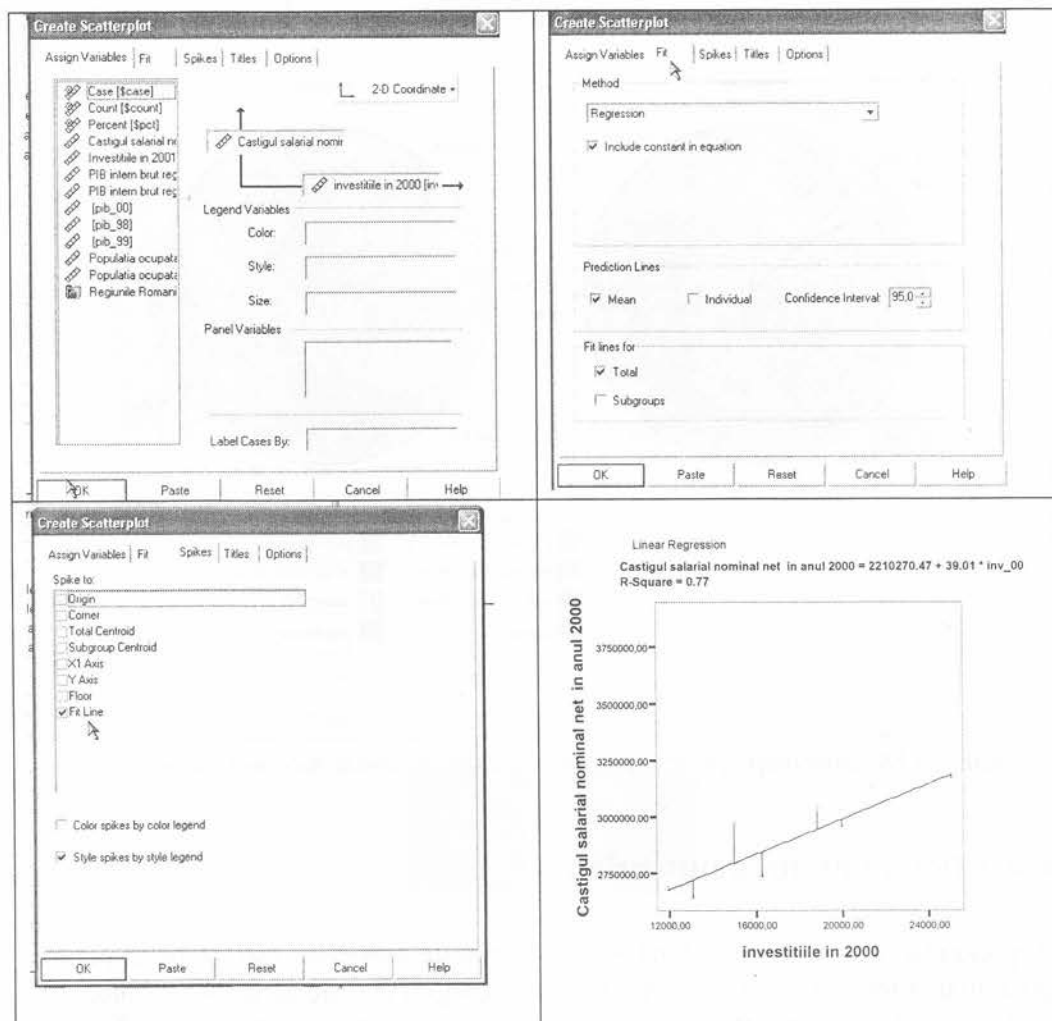 Create Scatterplot
Assign Variables Fit Spikes Titles Options
Case [$case]
Count [$count]
Percent [$pct]
Castigul salarial ni
Investitiile in 2001
PIB intern brut reg
PIB intern brut reg
[pib_00]
[pib_98]
[pib_99]
Populatia ocupata
Populatia ocupata
Regiunile Romani
2-D Coordinate
Castigul salarial nomir
investitiile in 2000 [in
Legend Variables
Color:
Style:
Size:
Panel Variables
Label Cases By:
OK Paste Reset Cancel Help
Create Scatterplot
Assign Variables Fit Spikes Titles Options
Method
Regression
Include constant in equation
Prediction Lines
Mean Individual Confidence Interval: 95,0
Fit lines for
Total
Subgroups
OK Paste Reset Cancel Help
Create Scatterplot
Assign Variables Fit Spikes Titles Options
Spike to:
Origin
Corner
Total Centroid
Subgroup Centroid
X1 Axis
Y Axis
Floor
Fit Line
Color spikes by color legend
Style spikes by style legend
OK Paste Reset Cancel Help
Linear Regression
Castigul salarial nominal net in anul 2000 = 2210270.47 + 39.01 * inv_00
R-Square = 0.77
Castigul salarial nominal net in anul 2000
3750000,00
3500000,00
3250000,00
3000000,00
2750000,00
12000,00 16000,00 20000,00 24000,00
investitiile in 2000